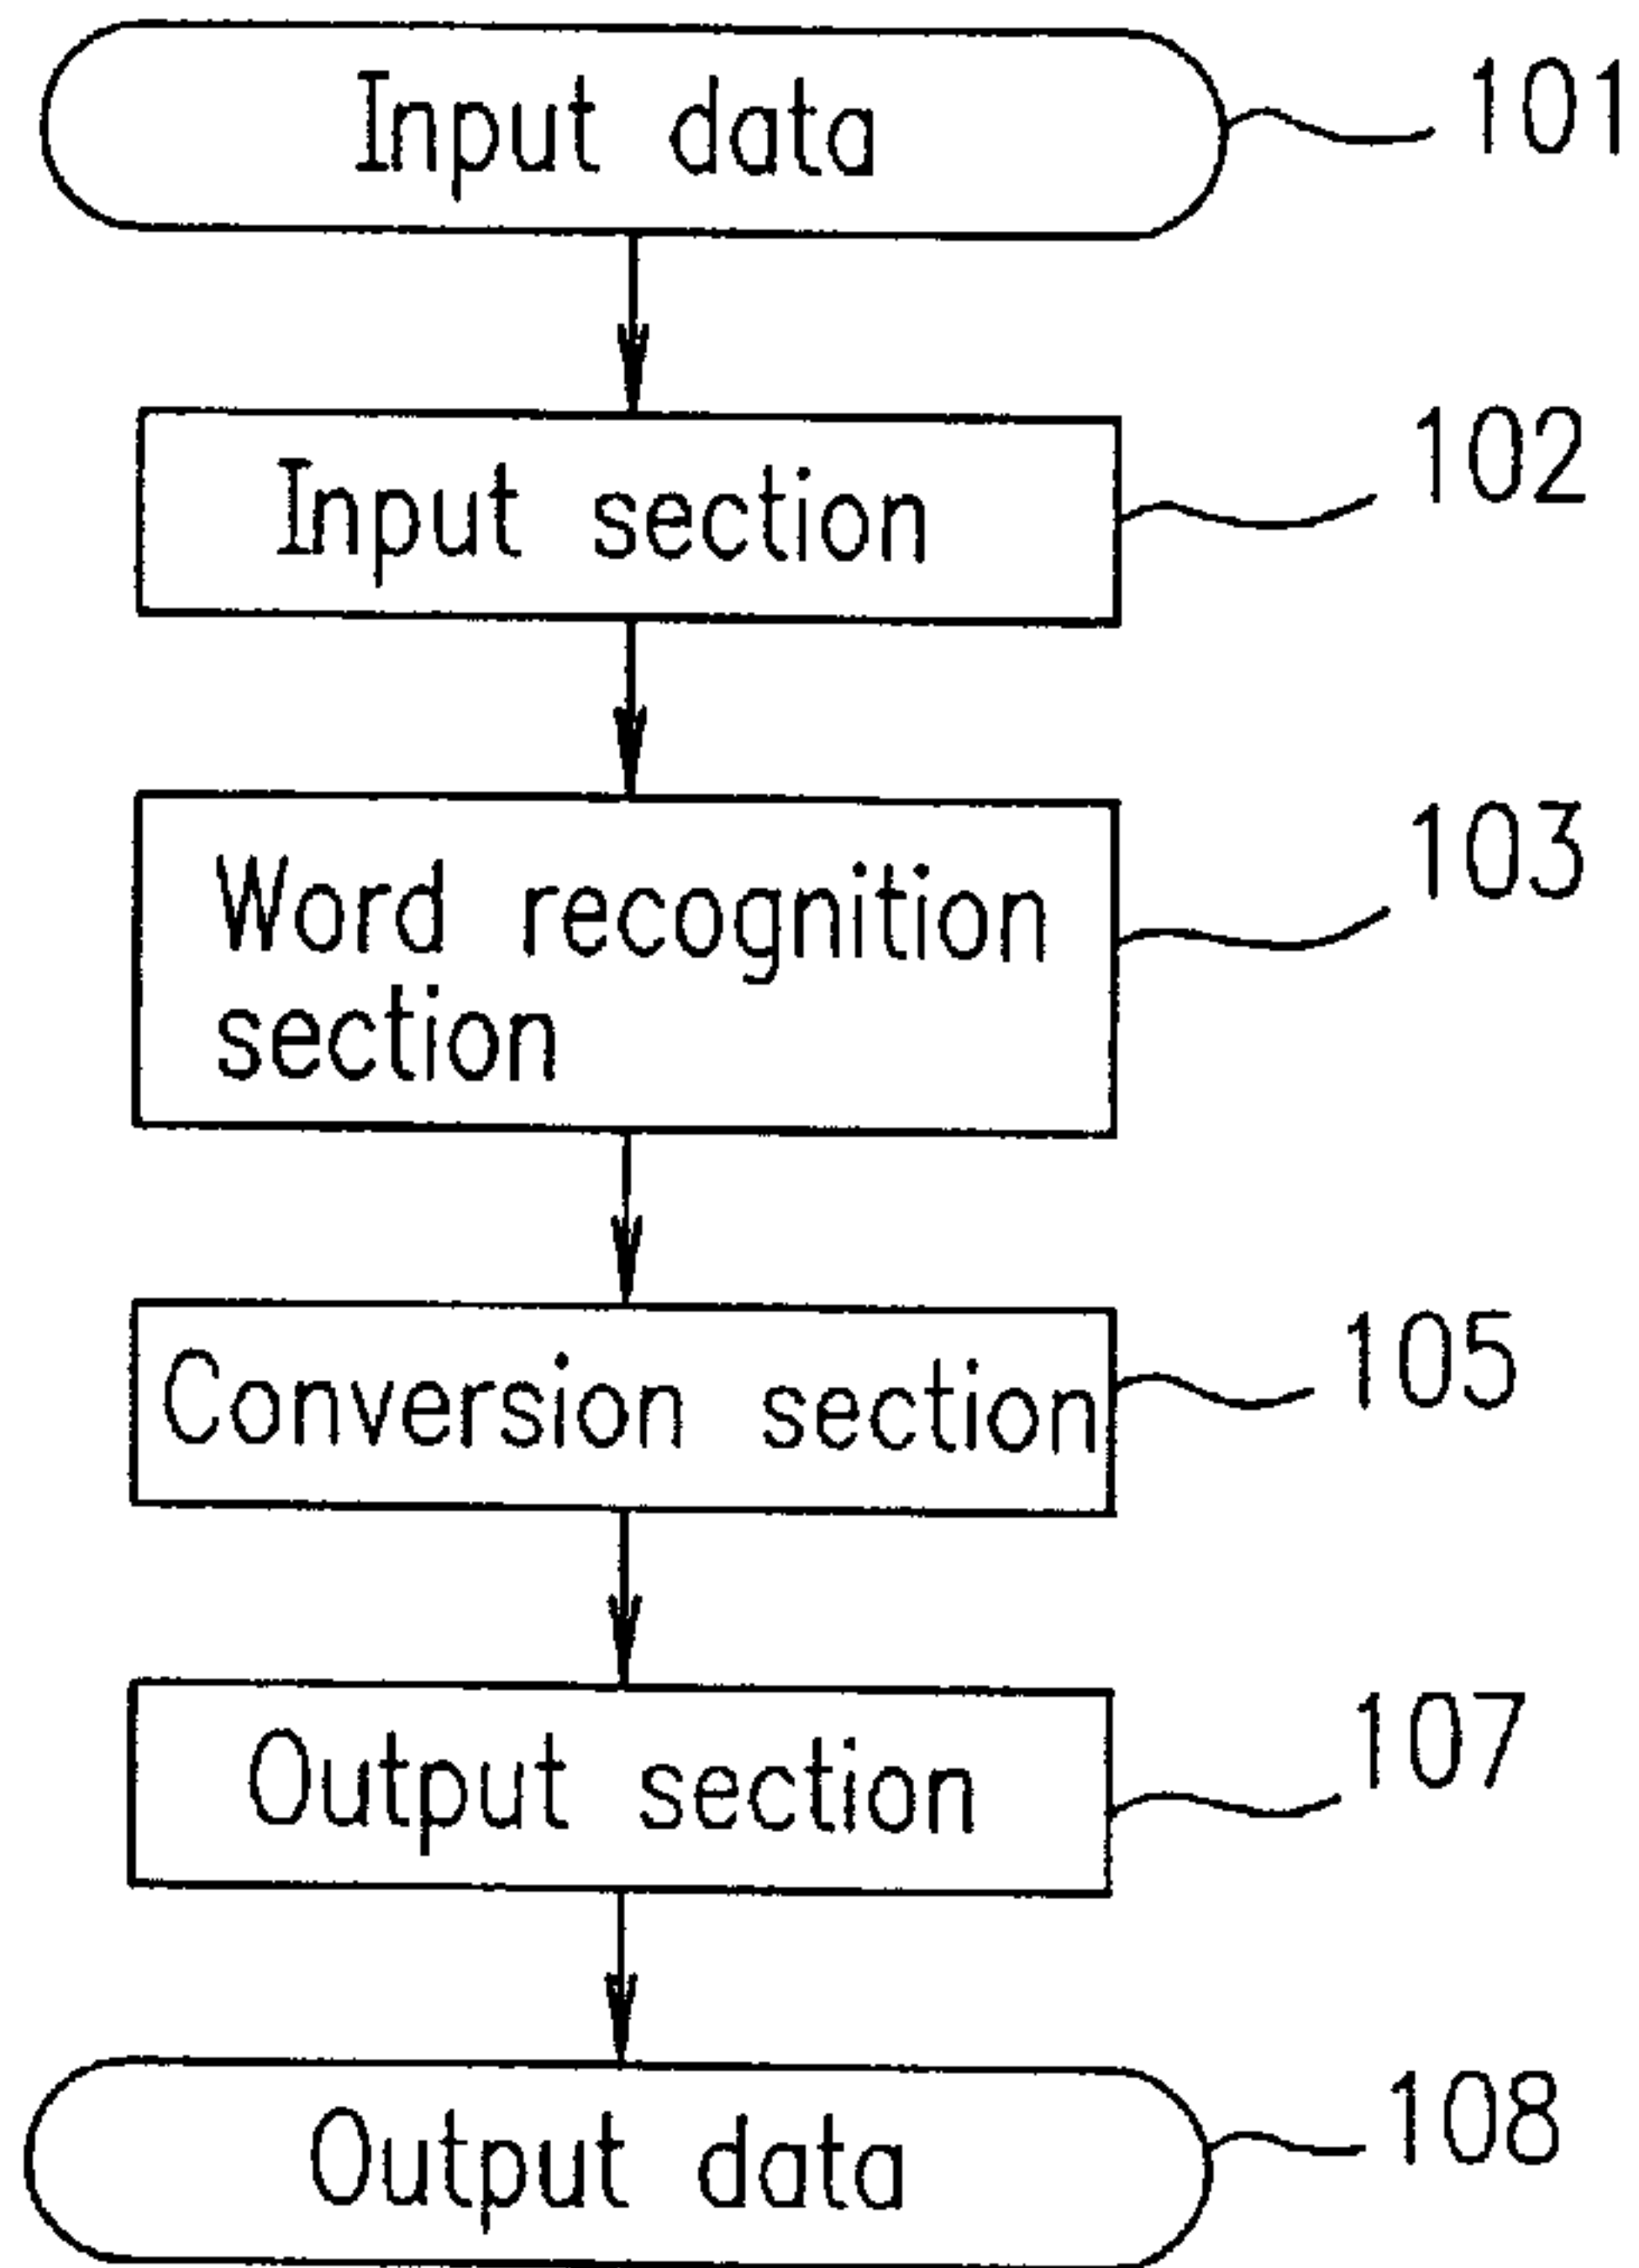 Input data
101
Input section
102
Word recognition
section
103
Conversion section
105
Output section
107
Output data
108